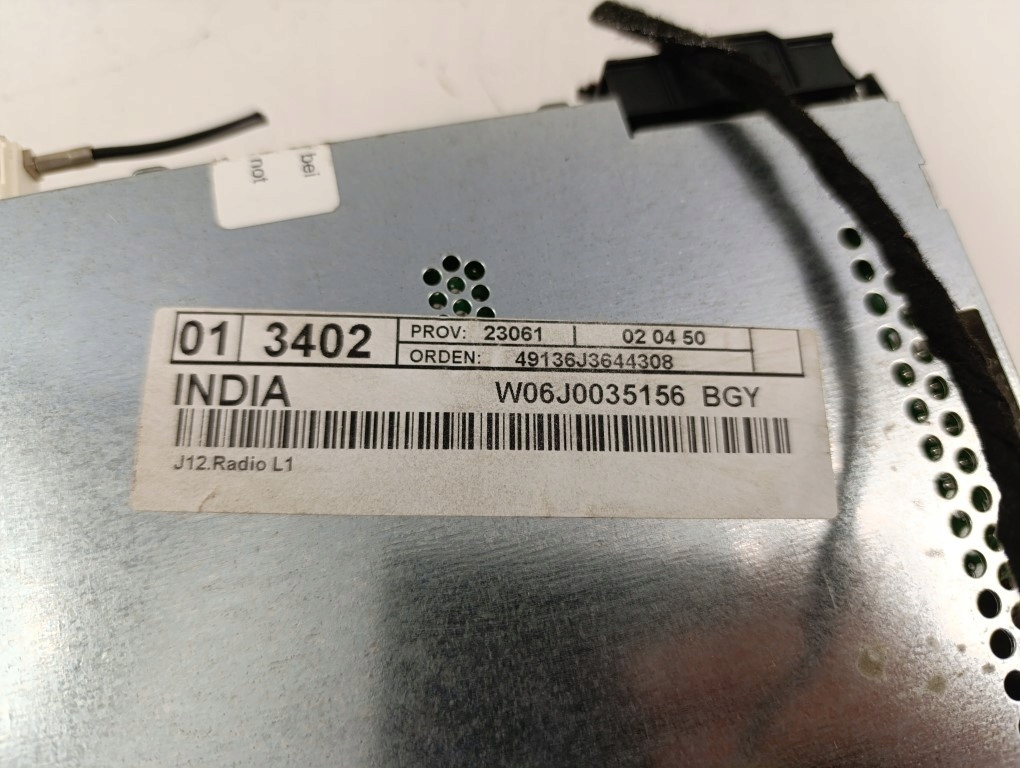 bei
not
01 3402 PROV: 23061 02 04 50
ORDEN: 49136J3644308
INDIA W06J0035156 BGY
J12.Radio L1